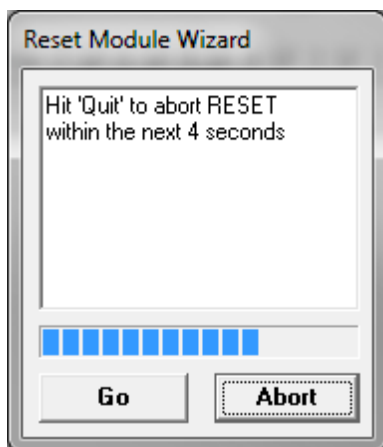 Reset Module Wizard
Hit 'Quit' to abort RESET
within the next 4 seconds
Go
Abort